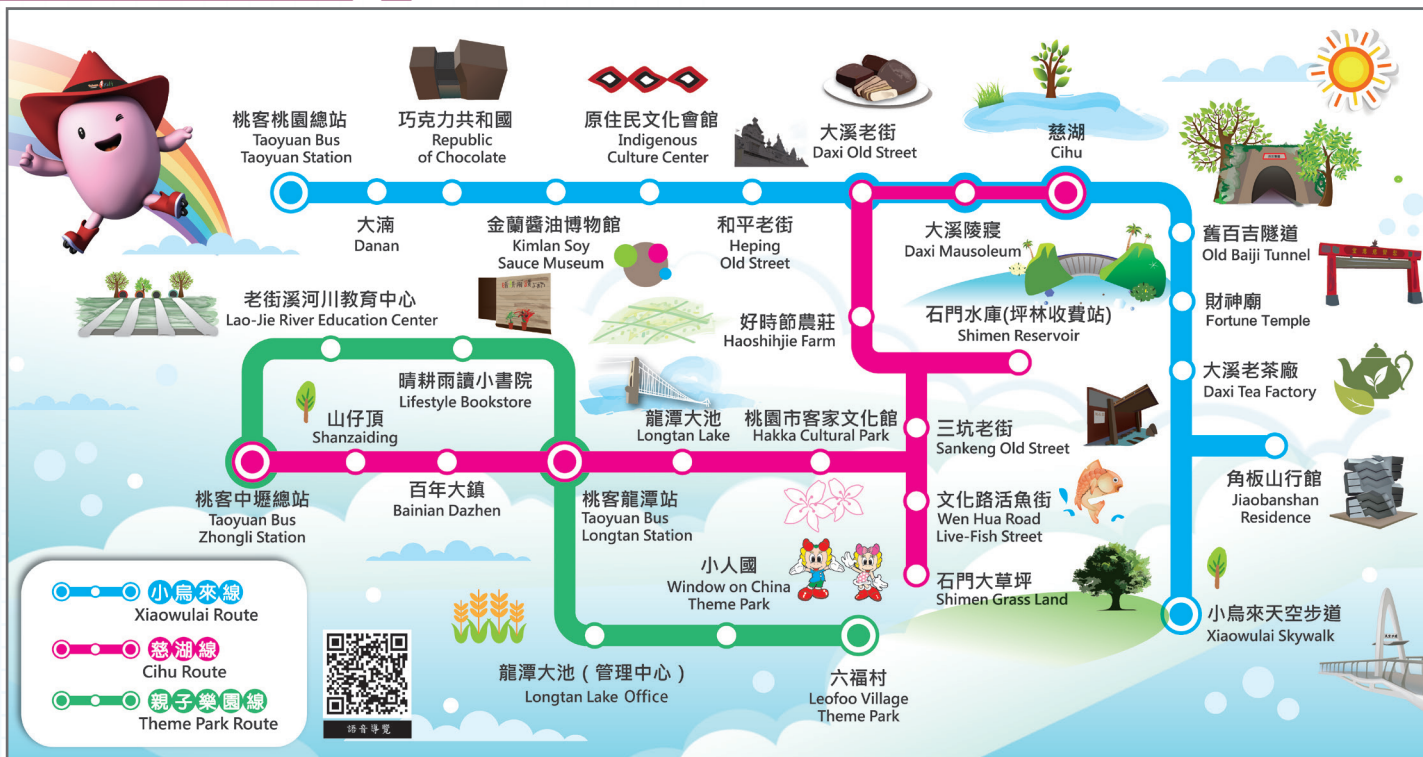 桃客桃園總站
Taoyuan Bus
Taoyuan Station
巧克力共和國
Republic
of Chocolate
原住民文化會館
Indigenous
Culture Center
大溪老街
Daxi Old Street
慈湖
Cihu
大湳
Danan
金蘭醬油博物館
Kimlan Soy
Sauce Museum
和平老街
Heping
Old Street
大溪陵寢
Daxi Mausoleum
舊百吉隧道
Old Baiji Tunnel
財神廟
Fortune Temple
大溪老茶廠
Daxi Tea Factory
角板山行館
Jiaobanshan
Residence
小烏來天空步道
Xiaowulai Skywalk
老街溪河川教育中心
Lao-Jie River Education Center
晴耕雨讀小書院
Lifestyle Bookstore
好時節農莊
Haoshihjie Farm
石門水庫(坪林收費站)
Shimen Reservoir
山仔頂
Shanzaiding
龍潭大池
Longtan Lake
桃園市客家文化館
Hakka Cultural Park
三坑老街
Sankeng Old Street
桃客中壢總站
Taoyuan Bus
Zhongli Station
百年大鎮
Bainian Dazhen
桃客龍潭站
Taoyuan Bus
Longtan Station
文化路活魚街
Wen Hua Road
Live-Fish Street
小人國
Window on China
Theme Park
石門大草坪
Shimen Grass Land
龍潭大池(管理中心)
Longtan Lake Office
六福村
Leofoo Village
Theme Park
小烏來線
Xiaowulai Route
慈湖線
Cihu Route
親子樂園線
Theme Park Route
語音導覽